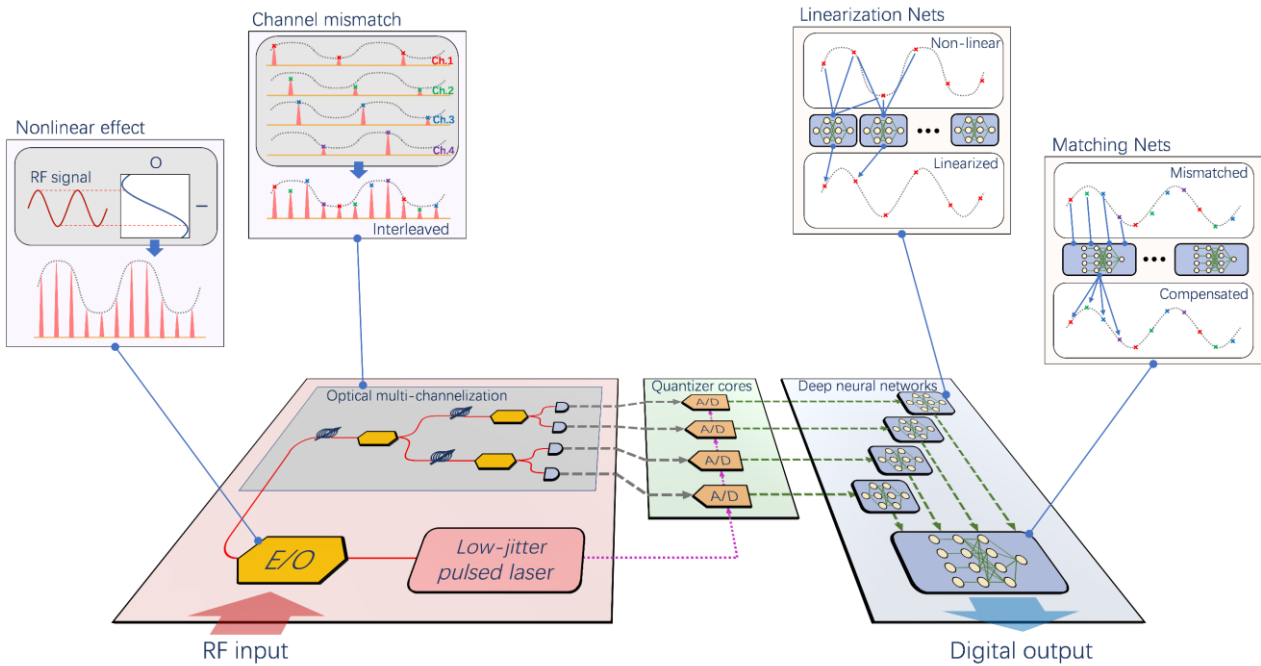 Channel mismatch
Ch.1
Ch.2
Ch.3
Ch.4
Interleaved
Linearization Nets
Non-linear
Linearized
Nonlinear effect
O
RF signal
I
Matching Nets
Mismatched
Compensated
Optical multi-channelization
Quantizer cores
Deep neural networks
A/D
A/D
A/D
A/D
E/O
Low-jitter
pulsed laser
RF input
Digital output